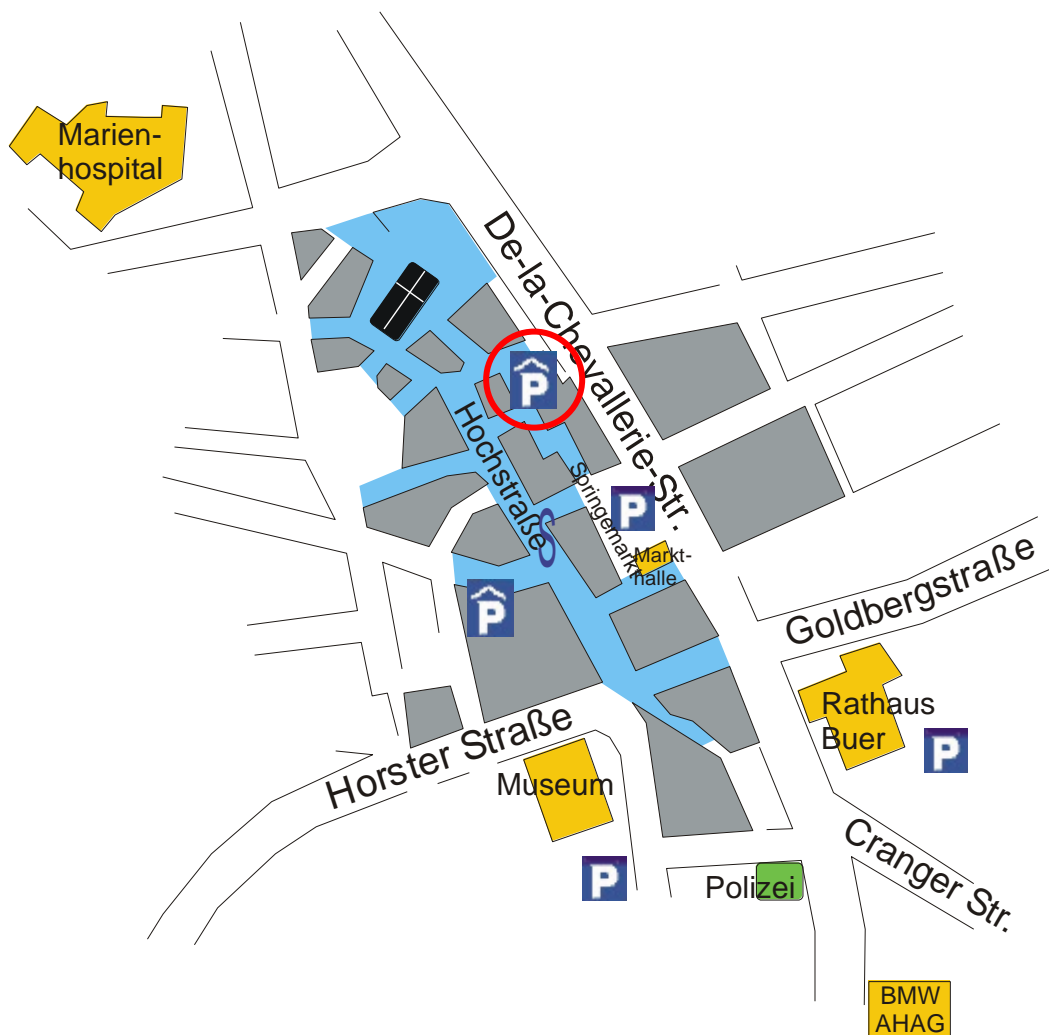 Marien-
hospital
De-la-Chevallerie-Str.
P
Hochstraße
Springemarkt
P
Markt-
halle
P
Goldbergstraße
Rathaus
Buer
P
Horster Straße
Museum
P
Polizei
Cranger Str.
BMW
AHAG